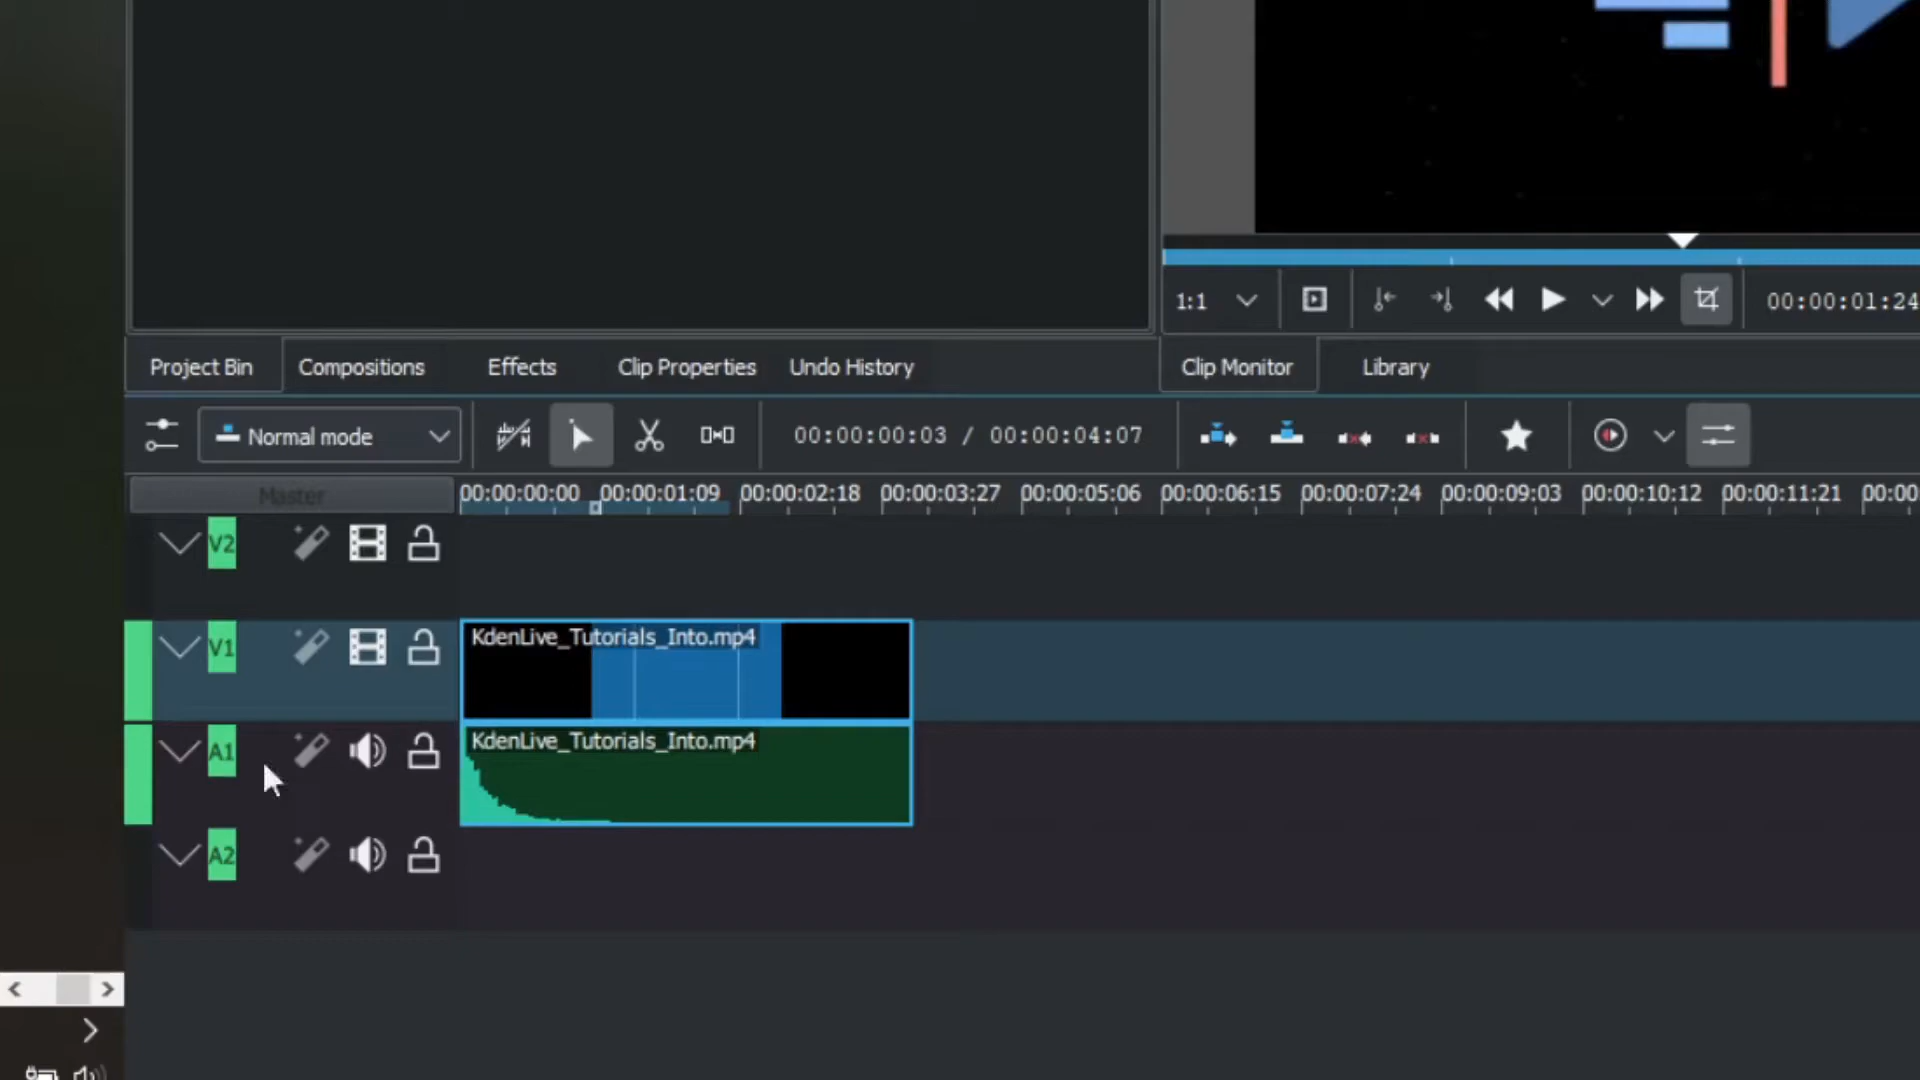 1:1
00:00:01:24
Project Bin
Compositions
Effects
Clip Properties
Undo History
Clip Monitor
Library
Normal mode
00:00:00:03 / 00:00:04:07
Master
00:00:00:00 00:00:01:09 00:00:02:18 00:00:03:27 00:00:05:06 00:00:06:15 00:00:07:24 00:00:09:03 00:00:10:12 00:00:11:21 00:00
V2
V1
KdenLive_Tutorials_Into.mp4
A1
KdenLive_Tutorials_Into.mp4
A2